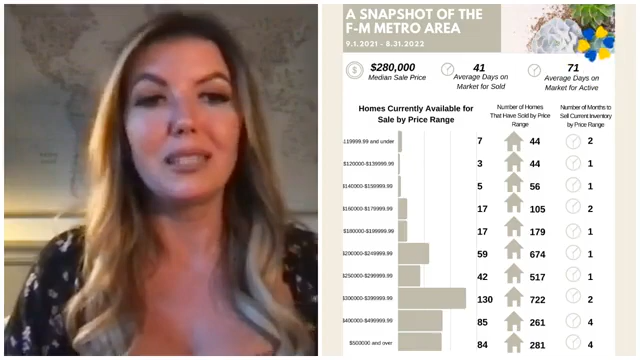 A SNAPSHOT OF THE
F-M METRO AREA
9.1.2021 - 8.31.2022
$280,000
Median Sale Price
41
Average Days on
Market for Sold
71
Average Days on
Market for Active
Homes Currently Available for
Sale by Price Range
Number of Homes
That Have Sold by Price
Range
Number of Months to
Sell Current Inventory
by Price Range
119999.99 and under 7 44 2
$120000-$139999.99 3 44 1
$140000-$159999.99 5 56 1
$160000-$179999.99 17 105 2
$180000-$199999.99 17 179 1
$200000-$249999.99 59 674 1
$250000-$299999.99 42 517 1
$300000-$399999.99 130 722 2
$400000-$499999.99 85 261 4
$500000 and over 84 281 4